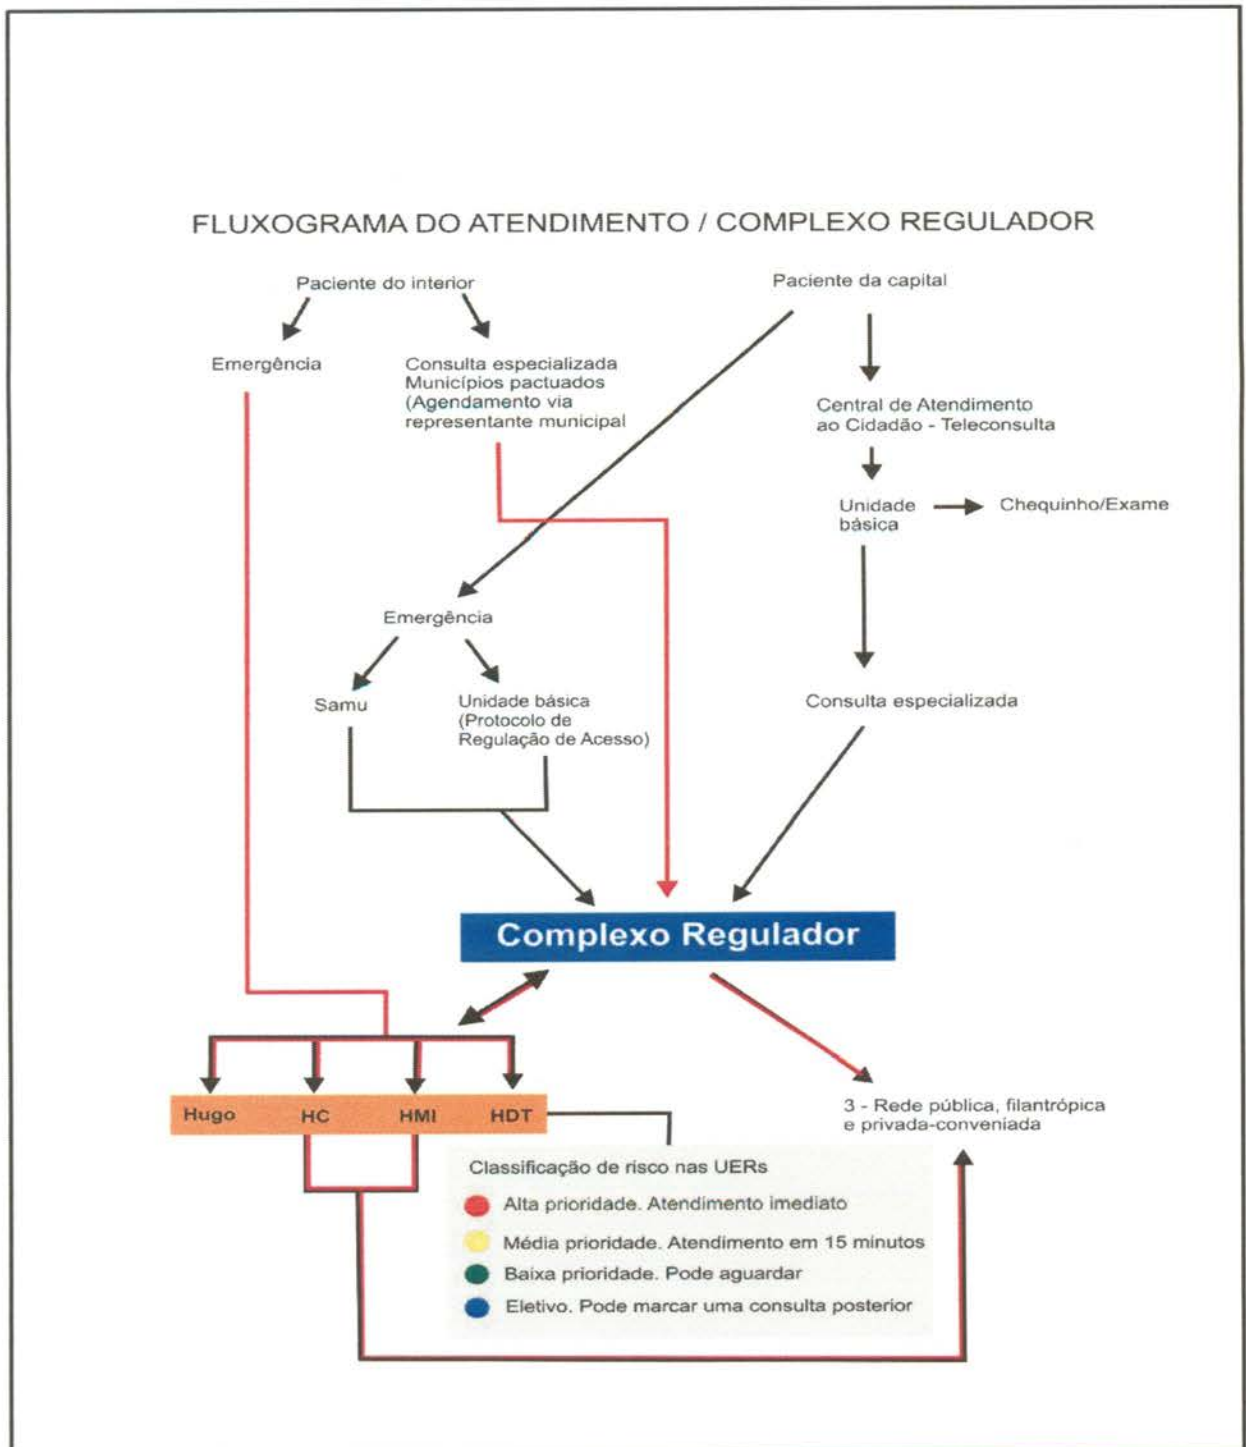 FLUXOGRAMA DO ATENDIMENTO / COMPLEXO REGULADOR
Paciente do interior
Paciente da capital
Emergência
Consulta especializada
Municípios pactuados
(Agendamento via
representante municipal
Central de Atendimento
ao Cidadão - Teleconsulta
Unidade
básica
Chequinho/Exame
Emergência
Samu
Unidade básica
(Protocolo de
Regulação de Acesso)
Consulta especializada
Complexo Regulador
Hugo HC HMI HDT
3 - Rede pública, filantrópica
e privada-conveniada
Classificação de risco nas UERs
Alta prioridade. Atendimento imediato
Média prioridade. Atendimento em 15 minutos
Baixa prioridade. Pode aguardar
Eletivo. Pode marcar uma consulta posterior